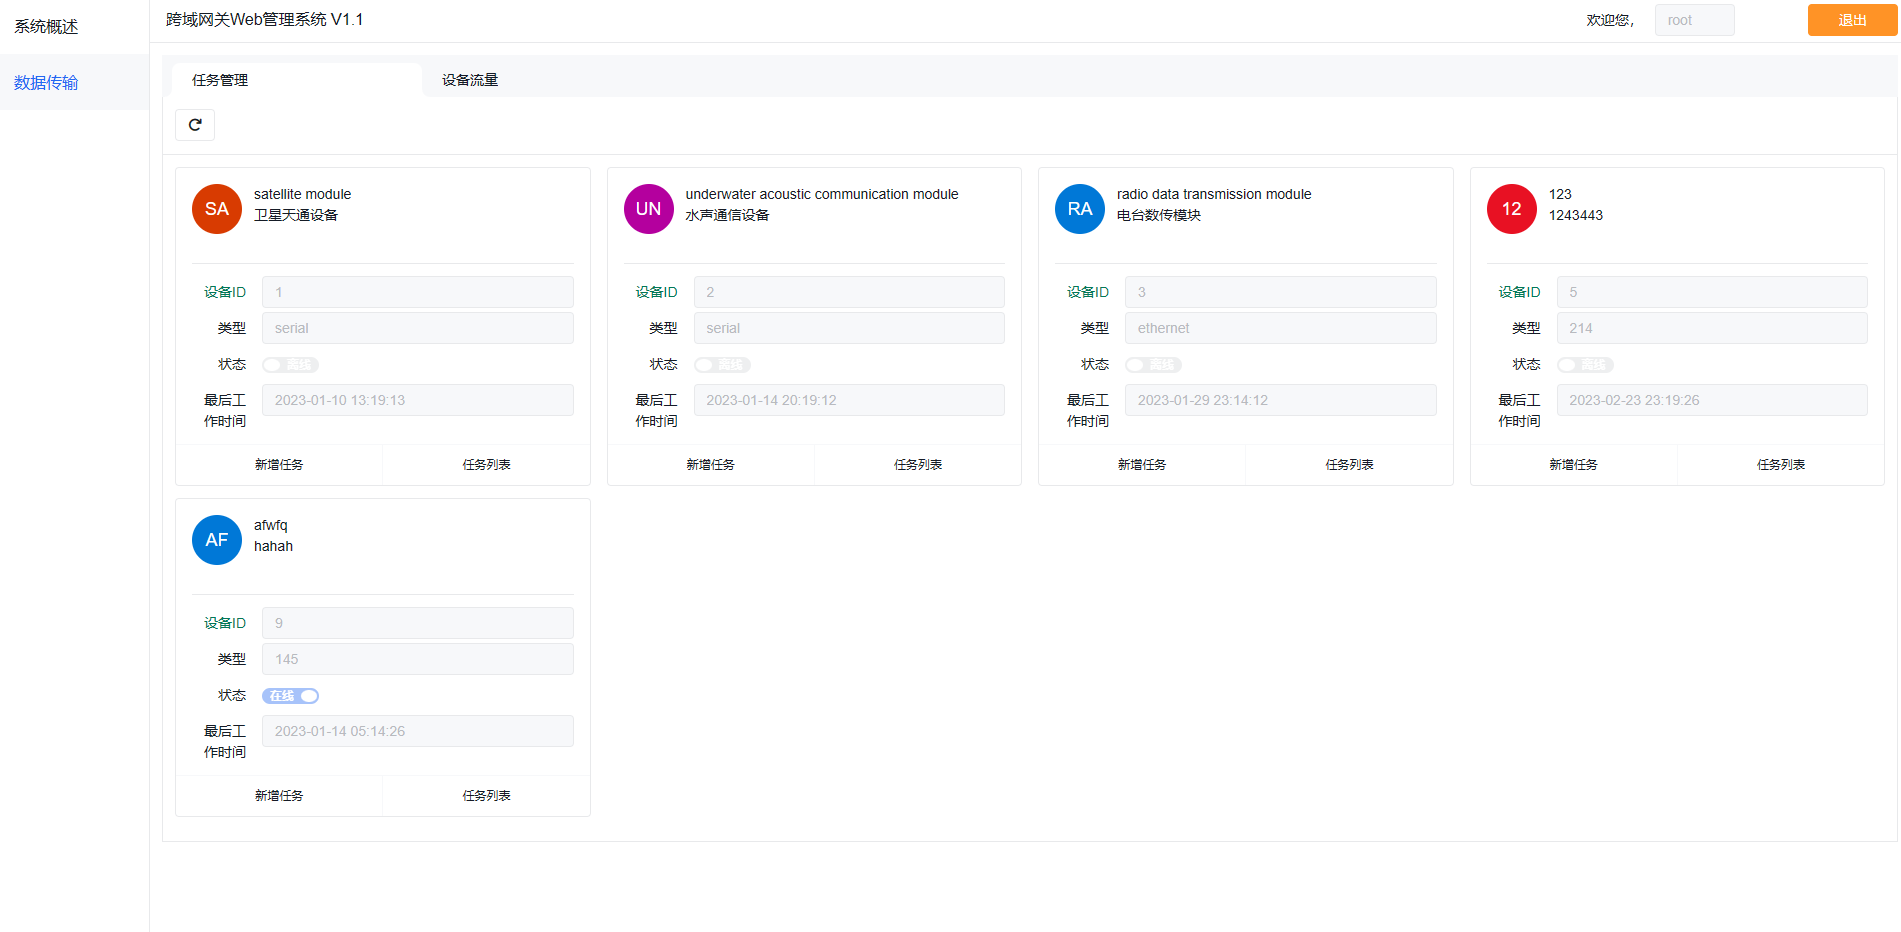 系统概述
数据传输
跨域网关Web管理系统 V1.1
欢迎您，
root
退出
任务管理
设备流量
SA
satellite module
卫星天通设备
设备ID
1
类型
serial
状态
离线
最后工
作时间
2023-01-10 13:19:13
新增任务
任务列表
UN
underwater acoustic communication module
水声通信设备
设备ID
2
类型
serial
状态
离线
最后工
作时间
2023-01-14 20:19:12
新增任务
任务列表
RA
radio data transmission module
电台数传模块
设备ID
3
类型
ethernet
状态
离线
最后工
作时间
2023-01-29 23:14:12
新增任务
任务列表
12
123
1243443
设备ID
5
类型
214
状态
离线
最后工
作时间
2023-02-23 23:19:26
新增任务
任务列表
AF
afwfq
hahah
设备ID
9
类型
145
状态
在线
最后工
作时间
2023-01-14 05:14:26
新增任务
任务列表